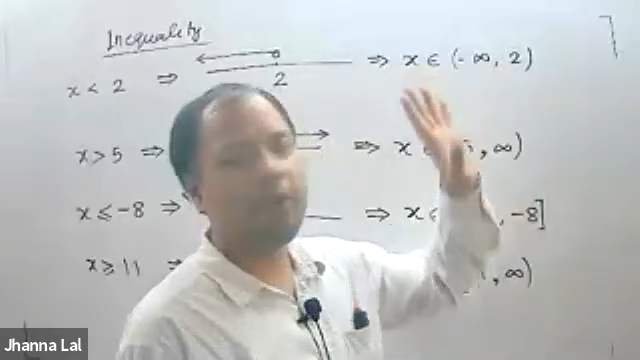 Inequality
x < 2 ⇒ 2 ⇒ x ∈ (-∞, 2)
x > 5 ⇒ ⇒ x , ∞)
x ≤ -8 ⇒ ⇒ x ∈ , -8]
x ≥ 11 , ∞)
Jhanna Lal